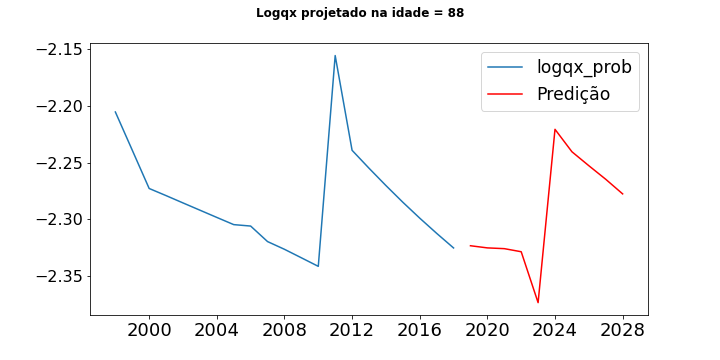 Logqx projetado na idade = 88
logqx_prob
Predição
−2.15
−2.20
−2.25
−2.30
−2.35
2000 2004 2008 2012 2016 2020 2024 2028